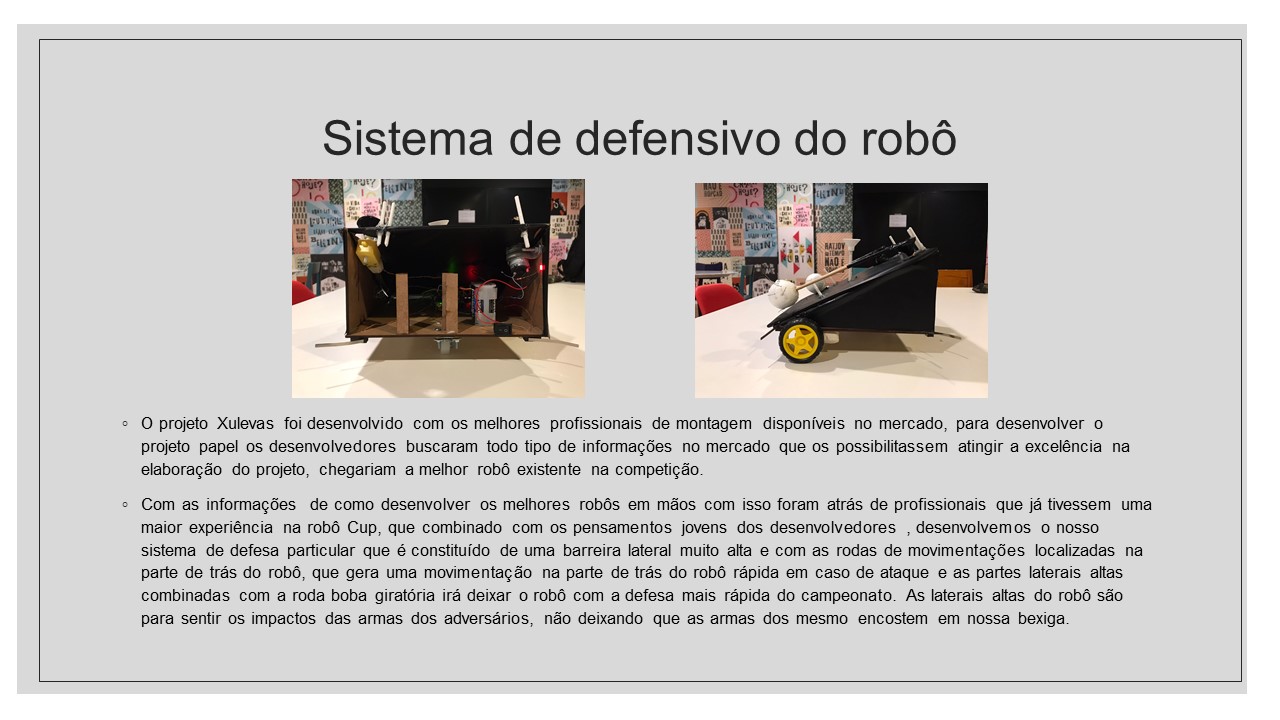 Sistema de defensivo do robô
◦ O projeto Xulevas foi desenvolvido com os melhores profissionais de montagem disponíveis no mercado, para desenvolver o
projeto papel os desenvolvedores buscaram todo tipo de informações no mercado que os possibilitassem atingir a excelência na
elaboração do projeto, chegariam a melhor robô existente na competição.
◦ Com as informações de como desenvolver os melhores robôs em mãos com isso foram atrás de profissionais que já tivessem uma
maior experiência na robô Cup, que combinado com os pensamentos jovens dos desenvolvedores , desenvolvemos o nosso
sistema de defesa particular que é constituído de uma barreira lateral muito alta e com as rodas de movimentações localizadas na
parte de trás do robô, que gera uma movimentação na parte de trás do robô rápida em caso de ataque e as partes laterais altas
combinadas com a roda boba giratória irá deixar o robô com a defesa mais rápida do campeonato. As laterais altas do robô são
para sentir os impactos das armas dos adversários, não deixando que as armas dos mesmo encostem em nossa bexiga.